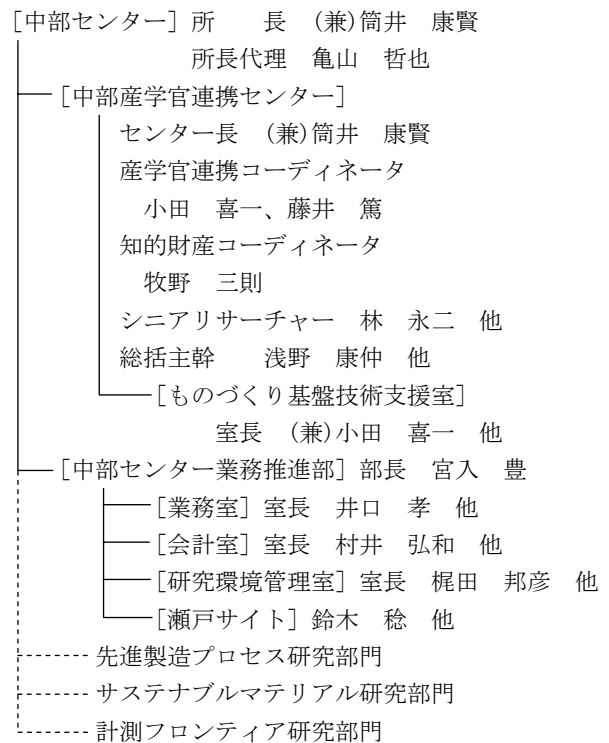 ［中部センター］所　　長　(兼)筒井　康賢
所長代理　亀山　哲也
［中部産学官連携センター］
センター長　(兼)筒井　康賢
産学官連携コーディネータ
小田　喜一、藤井　篤
知的財産コーディネータ
牧野　三則
シニアリサーチャー　林　永二　他
総括主幹　　浅野　康仲　他
［ものづくり基盤技術支援室］
室長　(兼)小田　喜一　他
［中部センター業務推進部］部長　宮入　豊
［業務室］室長　井口　孝　他
［会計室］室長　村井　弘和　他
［研究環境管理室］室長　梶田　邦彦　他
［瀬戸サイト］鈴木　稔　他
先進製造プロセス研究部門
サステナブルマテリアル研究部門
計測フロンティア研究部門